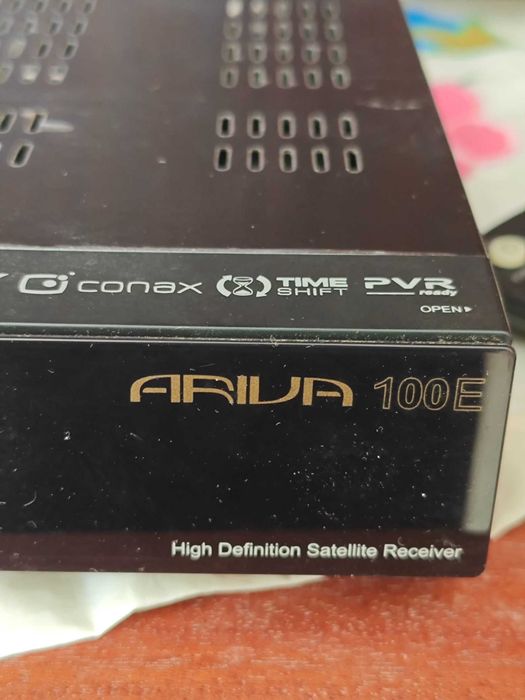 conax TIME SHIFT PVR ready
OPEN
ARIVA 100E
High Definition Satellite Receiver